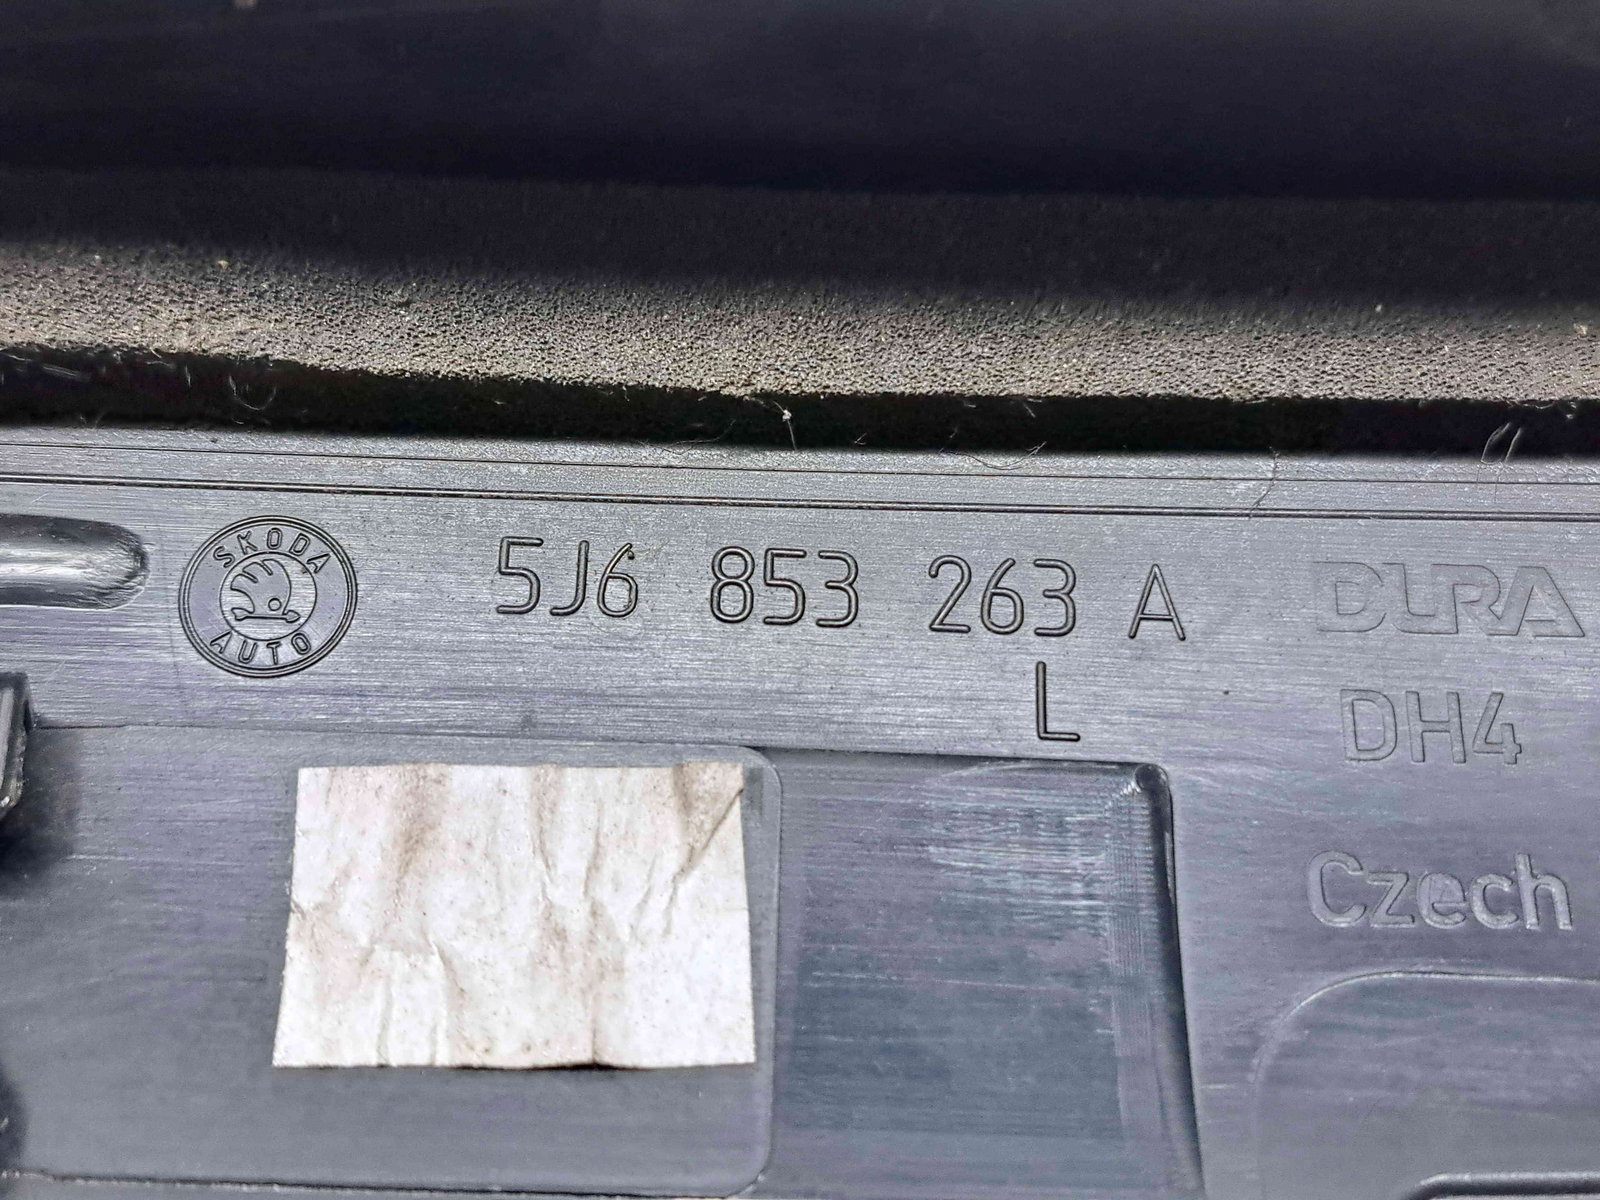 SKODA
AUTO
5J6 853 263 A DURA
L
DH4
Czech